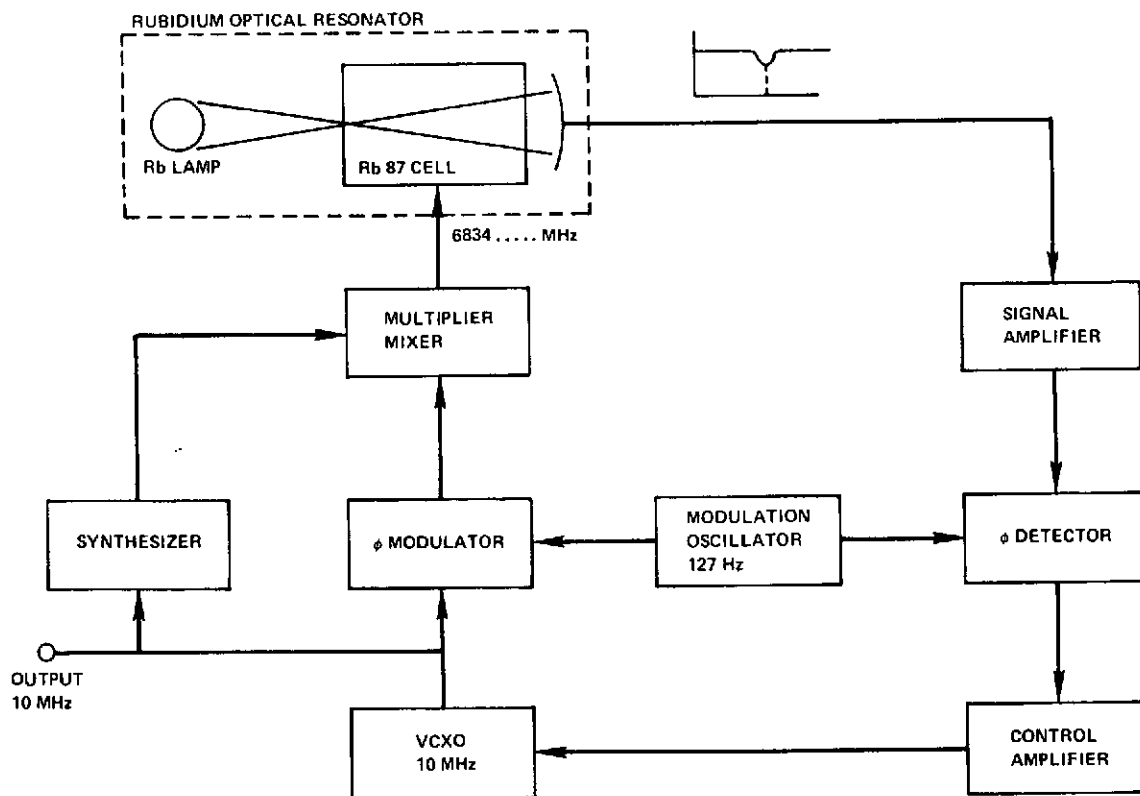 RUBIDIUM OPTICAL RESONATOR
Rb LAMP
Rb 87 CELL
6834 ..... MHz
MULTIPLIER
MIXER
SIGNAL
AMPLIFIER
SYNTHESIZER
φ MODULATOR
MODULATION
OSCILLATOR
127 Hz
φ DETECTOR
OUTPUT
10 MHz
VCXO
10 MHz
CONTROL
AMPLIFIER